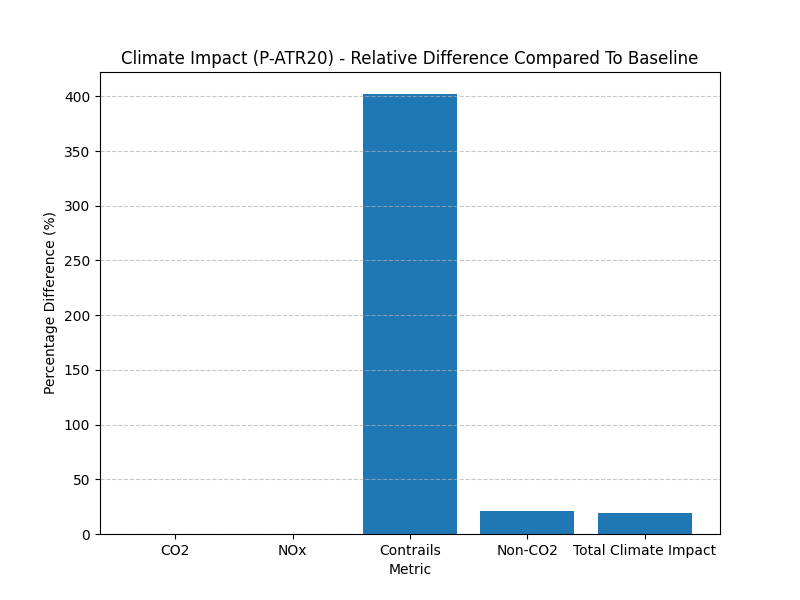 Climate Impact (P-ATR20) - Relative Difference Compared To Baseline
Percentage Difference (%)
400
350
300
250
200
150
100
50
0
CO2 NOx Contrails Non-CO2 Total Climate Impact
Metric